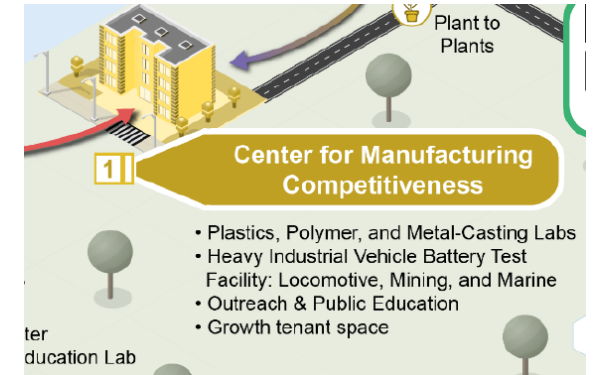 Plant to
Plants
1
Center for Manufacturing
Competitiveness
• Plastics, Polymer, and Metal-Casting Labs
• Heavy Industrial Vehicle Battery Test
Facility: Locomotive, Mining, and Marine
• Outreach & Public Education
• Growth tenant space
ter
ducation Lab